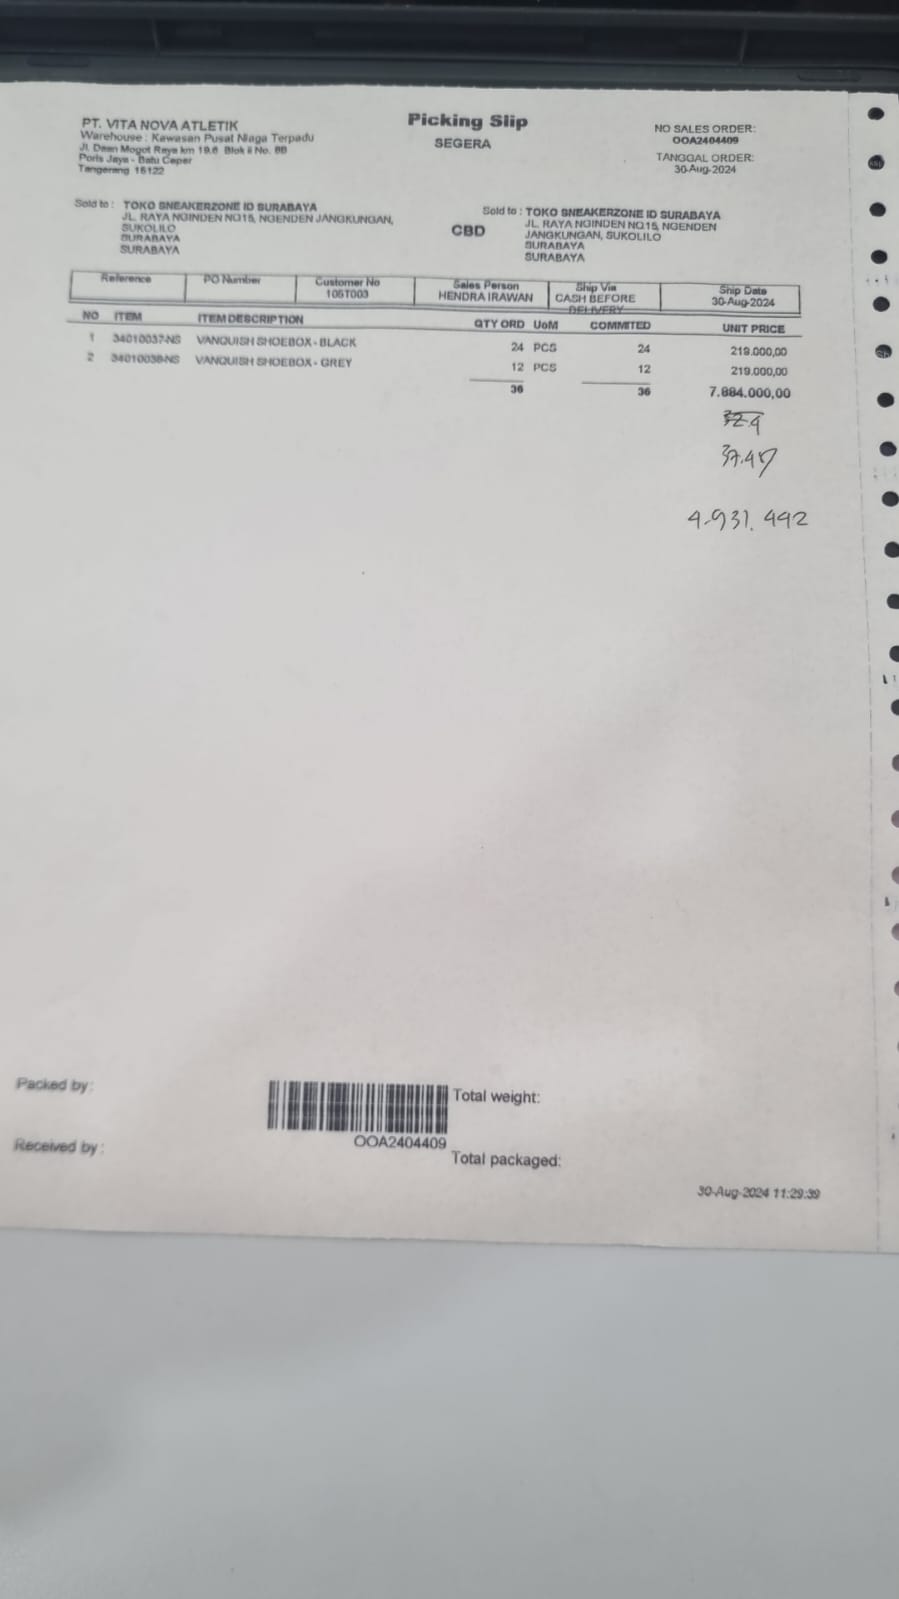 PT. VITA NOVA ATLETIK
Warehouse : Kawasan Pusat Niaga Terpadu
Jl. Daan Mogot Raya km 19.6 Blok II No. 8B
Poris Jaya - Batu Ceper
Tangerang 15122
Picking Slip
SEGERA
NO SALES ORDER:
OOA2404409
TANGGAL ORDER:
30-Aug-2024
Sold to : TOKO SNEAKERZONE ID SURABAYA
JL. RAYA NGINDEN NO15, NGENDEN JANGKUNGAN,
SUKOLILO
SURABAYA
SURABAYA
CBD
Sold to : TOKO SNEAKERZONE ID SURABAYA
JL. RAYA NGINDEN NO.15, NGENDEN
JANGKUNGAN, SUKOLILO
SURABAYA
SURABAYA
Reference PO Number Customer No Sales Person Ship Via Ship Date
105T003 HENDRA IRAWAN CASH BEFORE DELIVERY 30-Aug-2024
NO ITEM ITEM DESCRIPTION QTY ORD UoM COMMITED UNIT PRICE
1 34010037-NS VANQUISH SHOEBOX - BLACK 24 PCS 24 219.000,00
2 34010038-NS VANQUISH SHOEBOX - GREY 12 PCS 12 219.000,00
36 36 7.884.000,00
37.45
4.931.442
Packed by:
Total weight:
OOA2404409
Received by :
Total packaged:
30-Aug-2024 11:29:39